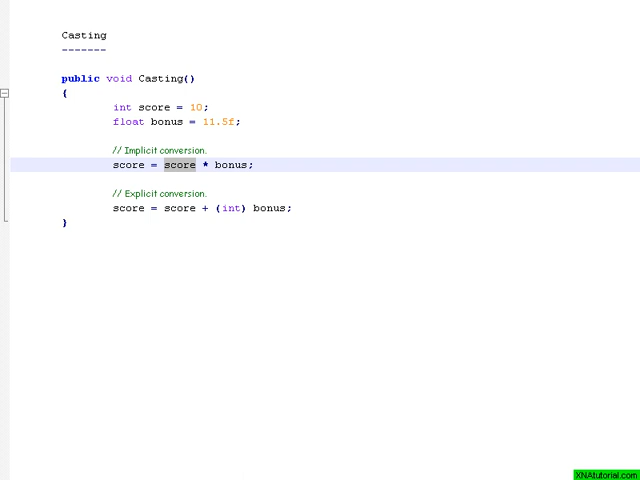 Casting
-------
public void Casting()
{
int score = 10;
float bonus = 11.5f;
// Implicit conversion.
score = score * bonus;
// Explicit conversion.
score = score + (int) bonus;
}
XNAtutorial.com